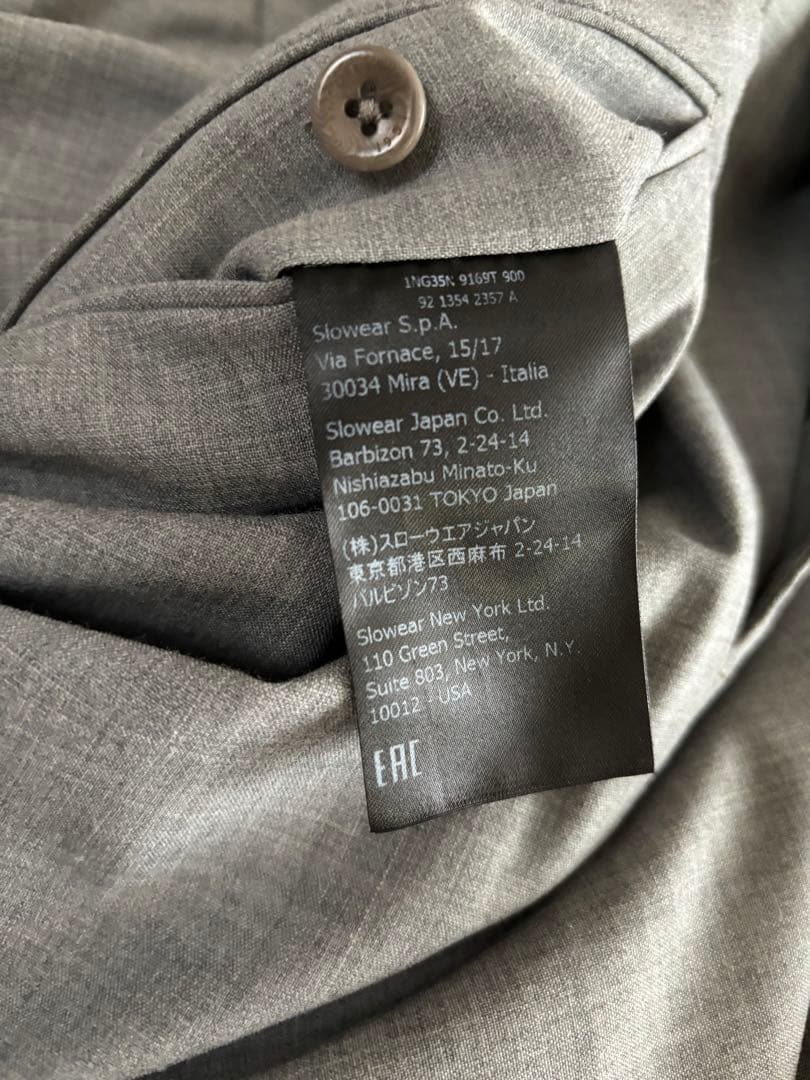 1NG35N 9169T 900
92 1354 2357 A
Slowear S.p.A.
Via Fornace, 15/17
30034 Mira (VE) - Italia
Slowear Japan Co. Ltd.
Barbizon 73, 2-24-14
Nishiazabu Minato-Ku
106-0031 TOKYO Japan
(株)スローウエアジャパン
東京都港区西麻布 2-24-14
バルビゾン73
Slowear New York Ltd.
110 Green Street,
Suite 803, New York, N.Y.
10012 - USA
EAC